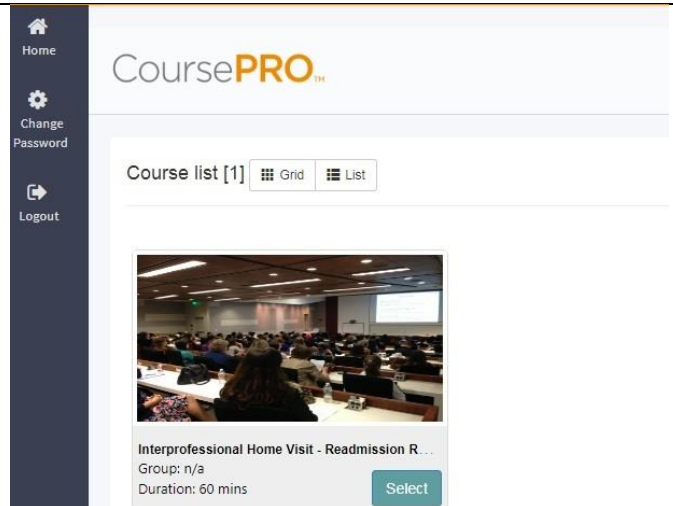 Home
Change
Password
Logout
CoursePRO™
Course list [1]
Grid
List
Interprofessional Home Visit - Readmission R...
Group: n/a
Duration: 60 mins
Select